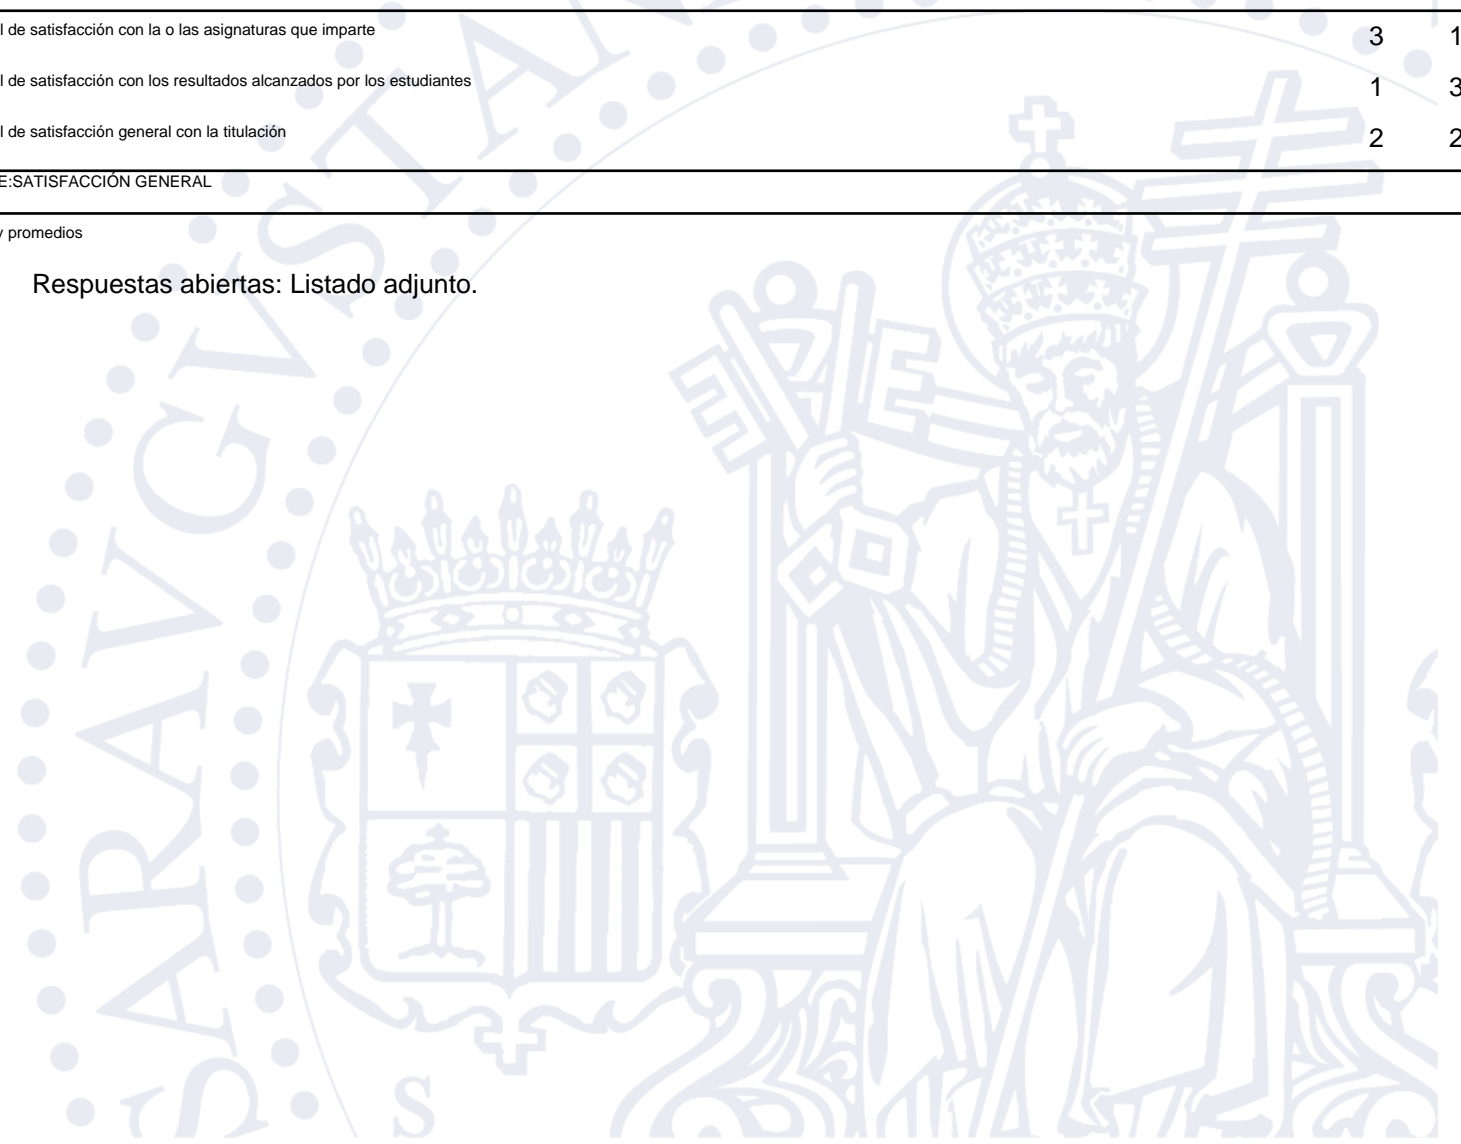 l de satisfacción con la o las asignaturas que imparte 3 1
l de satisfacción con los resultados alcanzados por los estudiantes 1 3
l de satisfacción general con la titulación 2 2
E:SATISFACCIÓN GENERAL
y promedios
Respuestas abiertas: Listado adjunto.
SARAVGVSTAN
S